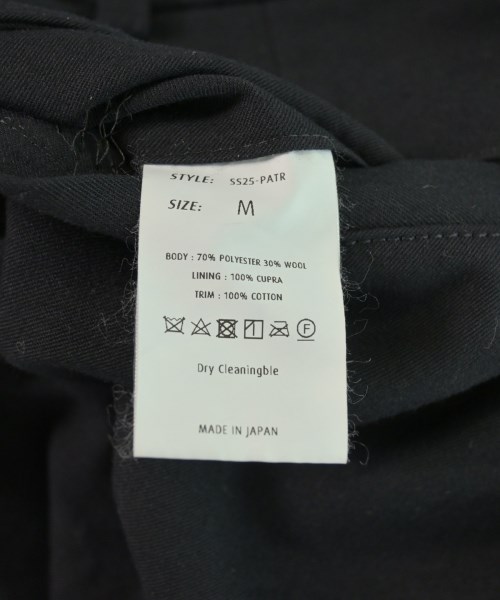 STYLE: SS25-PATR
SIZE: M
BODY : 70% POLYESTER 30% WOOL
LINING : 100% CUPRA
TRIM : 100% COTTON
F
Dry Cleaningble
MADE IN JAPAN